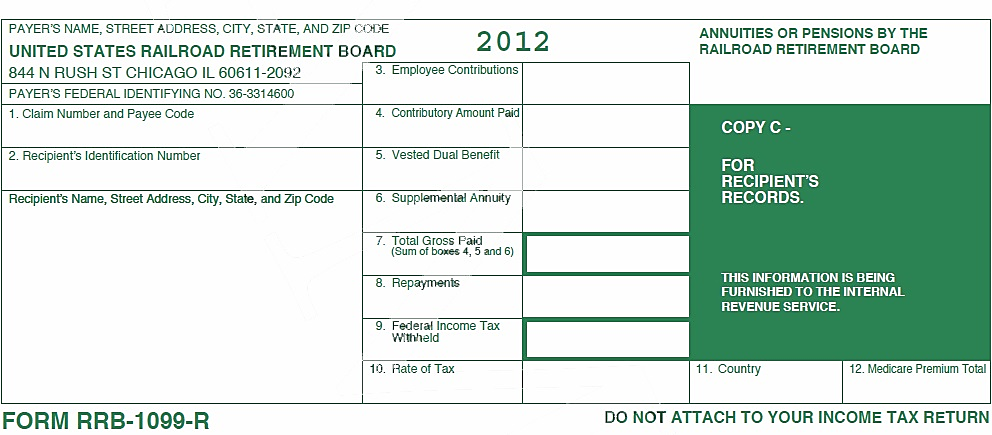 PAYER'S NAME, STREET ADDRESS, CITY, STATE, AND ZIP CODE
UNITED STATES RAILROAD RETIREMENT BOARD
844 N RUSH ST CHICAGO IL 60611-2092
PAYER'S FEDERAL IDENTIFYING NO. 36-3314600
1. Claim Number and Payee Code
2. Recipient's Identification Number
Recipient's Name, Street Address, City, State, and Zip Code
2012
3. Employee Contributions
4. Contributory Amount Paid
5. Vested Dual Benefit
6. Supplemental Annuity
7. Total Gross Paid
(Sum of boxes 4, 5 and 6)
8. Repayments
9. Federal Income Tax
Withheld
10. Rate of Tax
ANNUITIES OR PENSIONS BY THE
RAILROAD RETIREMENT BOARD
COPY C -
FOR
RECIPIENT'S
RECORDS.
THIS INFORMATION IS BEING
FURNISHED TO THE INTERNAL
REVENUE SERVICE.
11. Country
12. Medicare Premium Total
FORM RRB-1099-R
DO NOT ATTACH TO YOUR INCOME TAX RETURN